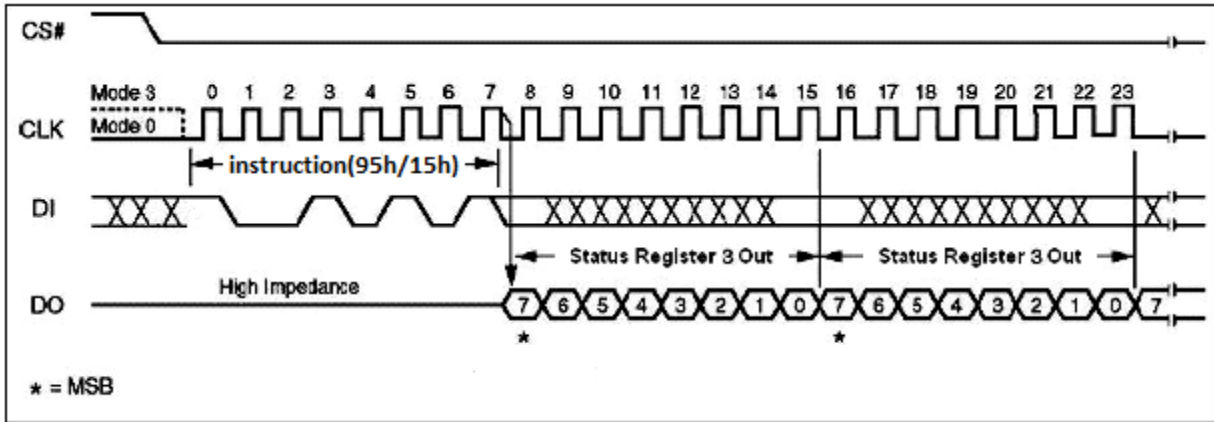 CS#
Mode 3 0 1 2 3 4 5 6 7 8 9 10 11 12 13 14 15 16 17 18 19 20 21 22 23
CLK Mode 0
instruction(95h/15h)
DI
Status Register 3 Out Status Register 3 Out
High Impedance
DO 7 6 5 4 3 2 1 0 7 6 5 4 3 2 1 0 7
* *
* = MSB